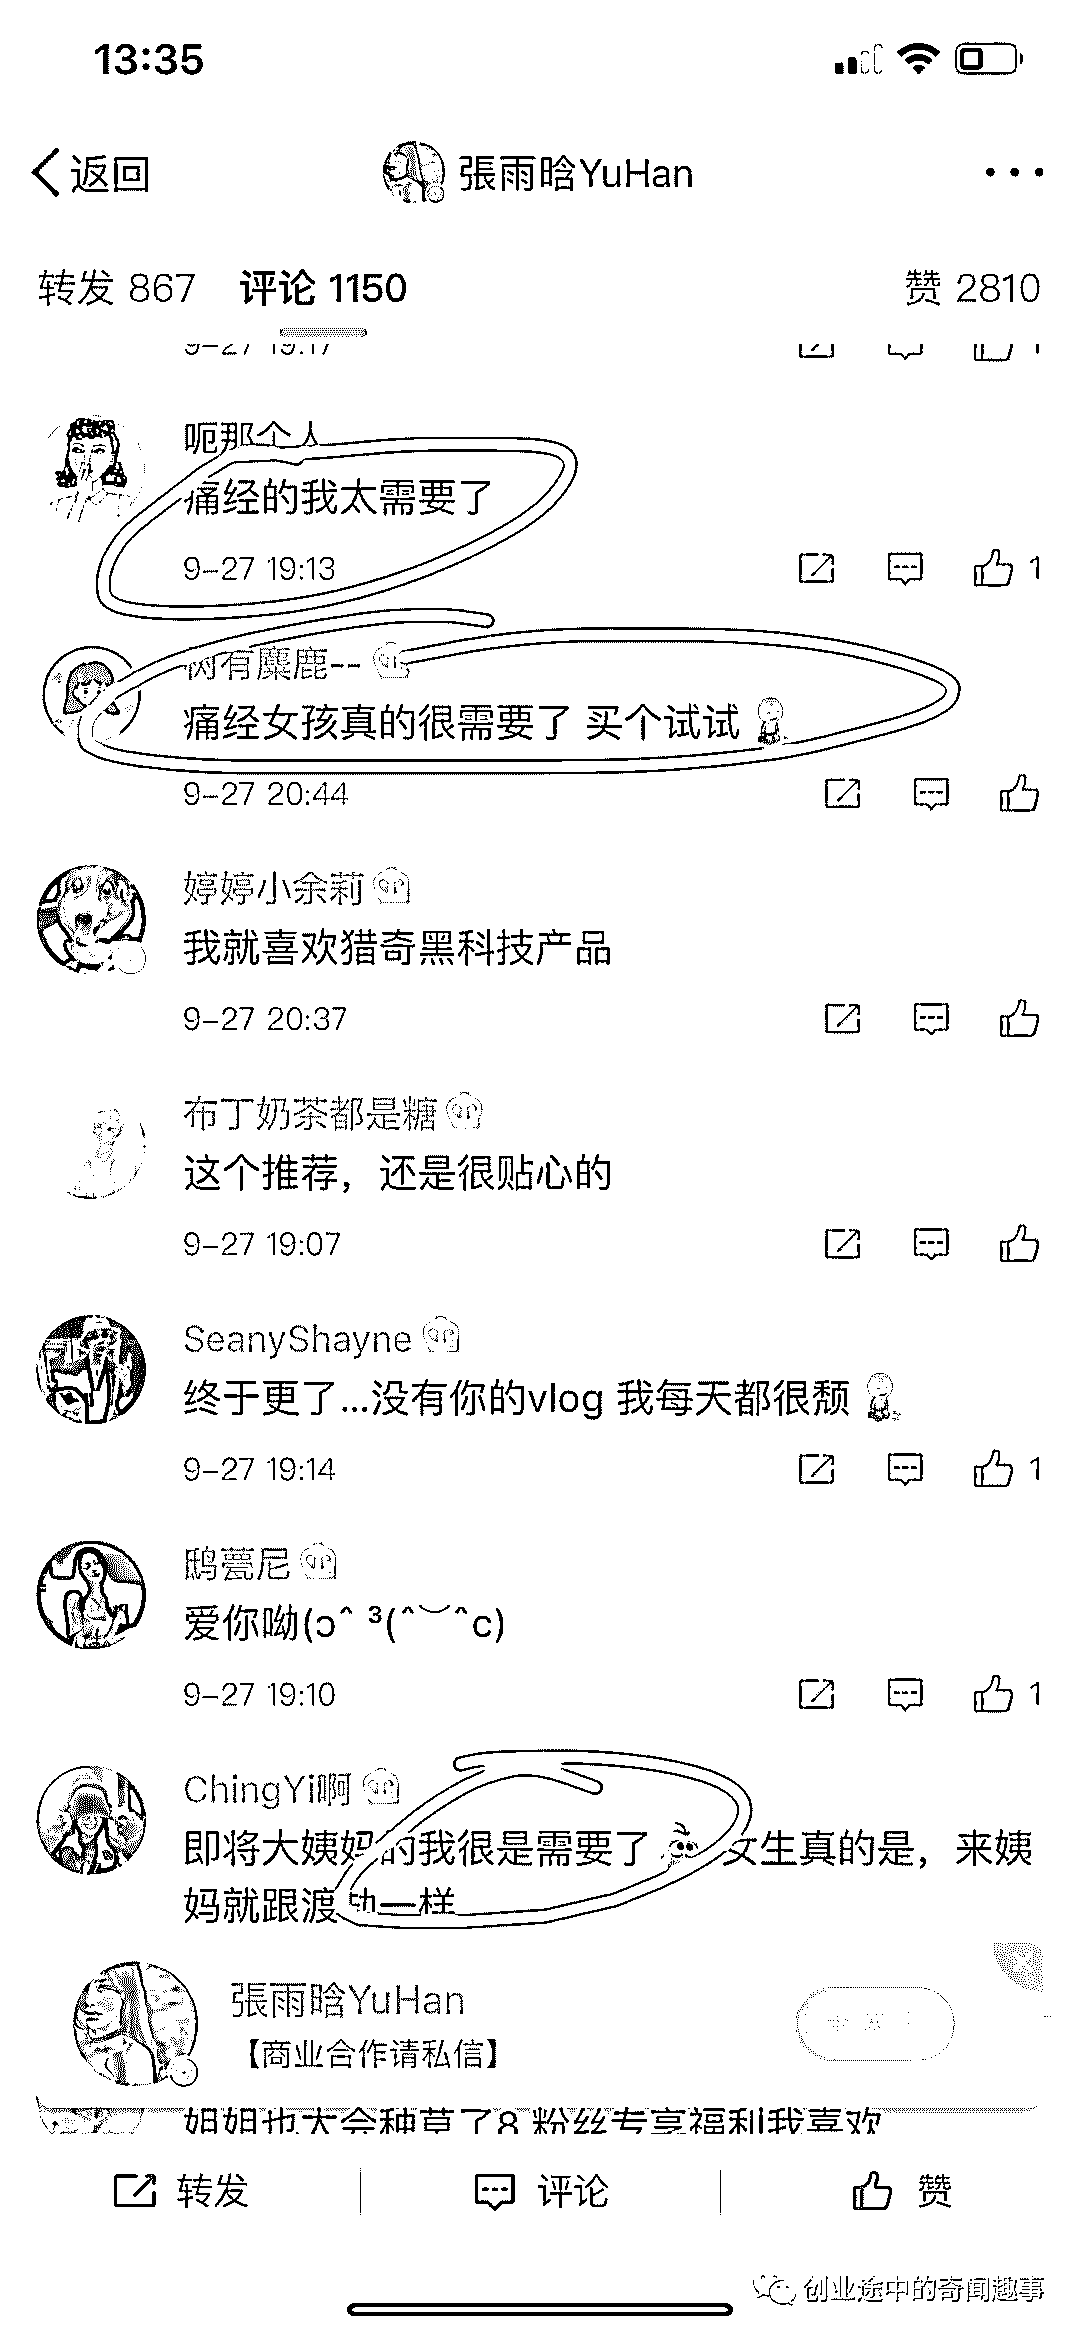 13:35
返回
張雨晗YuHan
转发 867 评论 1150 赞 2810
9-27 19:17 1
呃那个人
痛经的我太需要了
9-27 19:13 1
有麋鹿--
痛经女孩真的很需要了 买个试试
9-27 20:44
婷婷小余莉
我就喜欢猎奇黑科技产品
9-27 20:37
布丁奶茶都是糖
这个推荐，还是很贴心的
9-27 19:07
SeanyShayne
终于更了...没有你的vlog 我每天都很颓
9-27 19:14 1
鸱甍尼
爱你呦(ɔˆ ³(ˆ‿ˆc)
9-27 19:10 1
ChingYi啊
即将大姨妈的我很是需要了 女生真的是，来姨
妈就跟渡劫一样
張雨晗YuHan
【商业合作请私信】
姐姐也太会种草了8 粉丝专享福利我喜欢
转发 评论 赞
创业途中的奇闻趣事